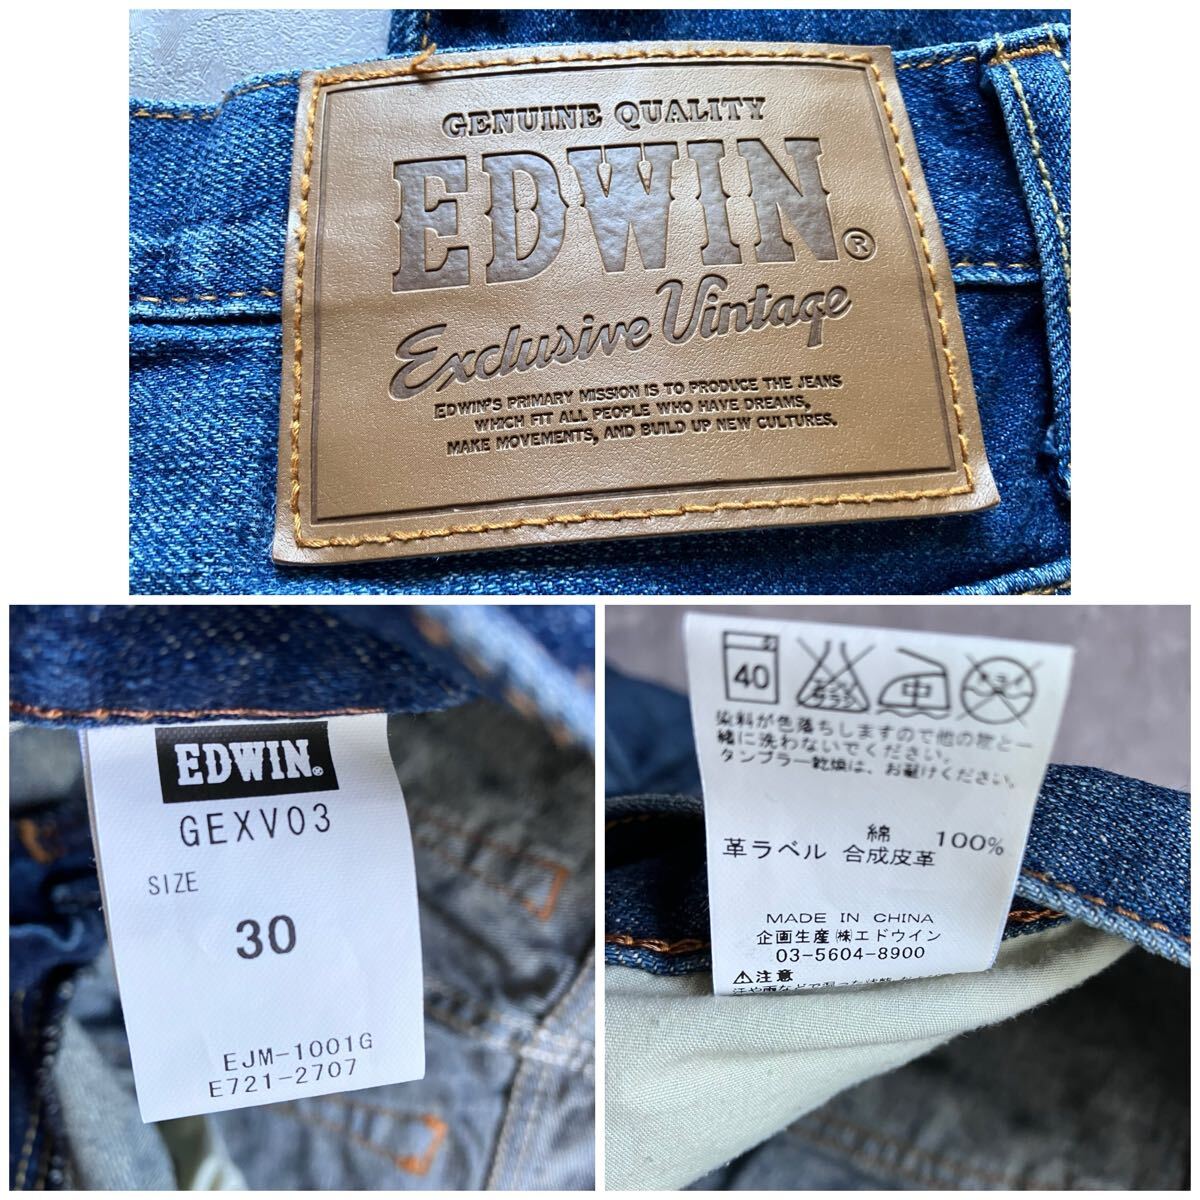 GENUINE QUALITY
EDWIN®
Exclusive Vintage
EDWIN'S PRIMARY MISSION IS TO PRODUCE THE JEANS
WHICH FIT ALL PEOPLE WHO HAVE DREAMS,
MAKE MOVEMENTS, AND BUILD UP NEW CULTURES.
EDWIN®
GEXV03
SIZE
30
EJM-1001G
E721-2707
40
中
染料が色落ちしますので他の物と一
緒に洗わないでください。
タンブラー乾燥は、お避けください。
綿 100%
革ラベル 合成皮革
MADE IN CHINA
企画生産 ㈱エドウイン
03-5604-8900
⚠注意